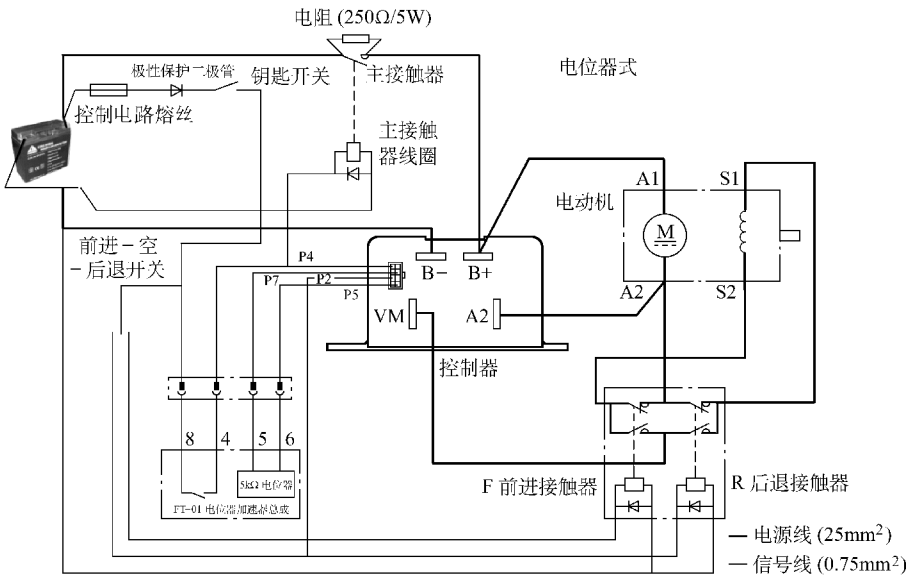 电阻 (250Ω/5W)
极性保护二极管
钥匙开关
主接触器
电位器式
控制电路熔丝
主接触
器线圈
A1
S1
电动机
M
前进－空
－后退开关
P4
B−
B+
P7
P2
P5
A2
S2
VM
A2
控制器
8
4
5
6
5kΩ 电位器
FT-01 电位器加速器总成
F 前进接触器
R 后退接触器
电源线 (25mm²)
信号线 (0.75mm²)